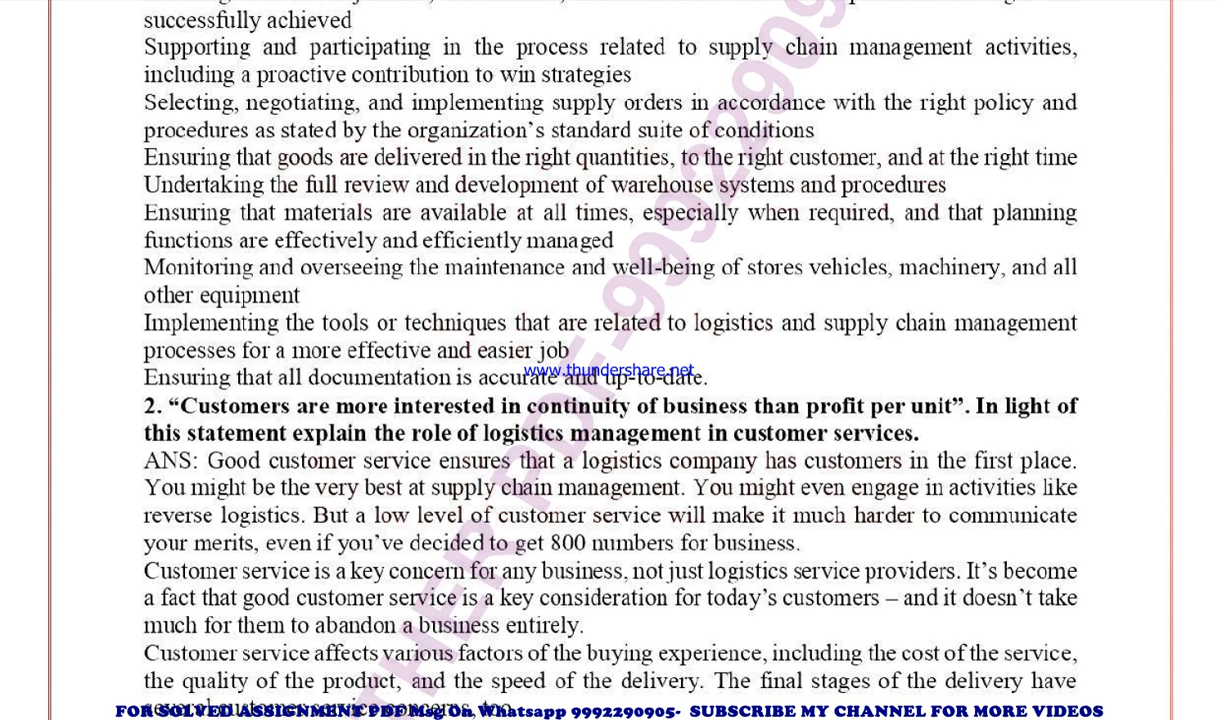 successfully achieved
Supporting and participating in the process related to supply chain management activities,
including a proactive contribution to win strategies
Selecting, negotiating, and implementing supply orders in accordance with the right policy and
procedures as stated by the organization's standard suite of conditions
Ensuring that goods are delivered in the right quantities, to the right customer, and at the right time
Undertaking the full review and development of warehouse systems and procedures
Ensuring that materials are available at all times, especially when required, and that planning
functions are effectively and efficiently managed
Monitoring and overseeing the maintenance and well-being of stores vehicles, machinery, and all
other equipment
Implementing the tools or techniques that are related to logistics and supply chain management
processes for a more effective and easier job
www.thundershare.net
Ensuring that all documentation is accurate and up-to-date.
2. “Customers are more interested in continuity of business than profit per unit”. In light of
this statement explain the role of logistics management in customer services.
ANS: Good customer service ensures that a logistics company has customers in the first place.
You might be the very best at supply chain management. You might even engage in activities like
reverse logistics. But a low level of customer service will make it much harder to communicate
your merits, even if you've decided to get 800 numbers for business.
Customer service is a key concern for any business, not just logistics service providers. It's become
a fact that good customer service is a key consideration for today's customers – and it doesn't take
much for them to abandon a business entirely.
Customer service affects various factors of the buying experience, including the cost of the service,
the quality of the product, and the speed of the delivery. The final stages of the delivery have
FOR SOLVED ASSIGNMENT PDF Msg On Whatsapp 9992290905- SUBSCRIBE MY CHANNEL FOR MORE VIDEOS